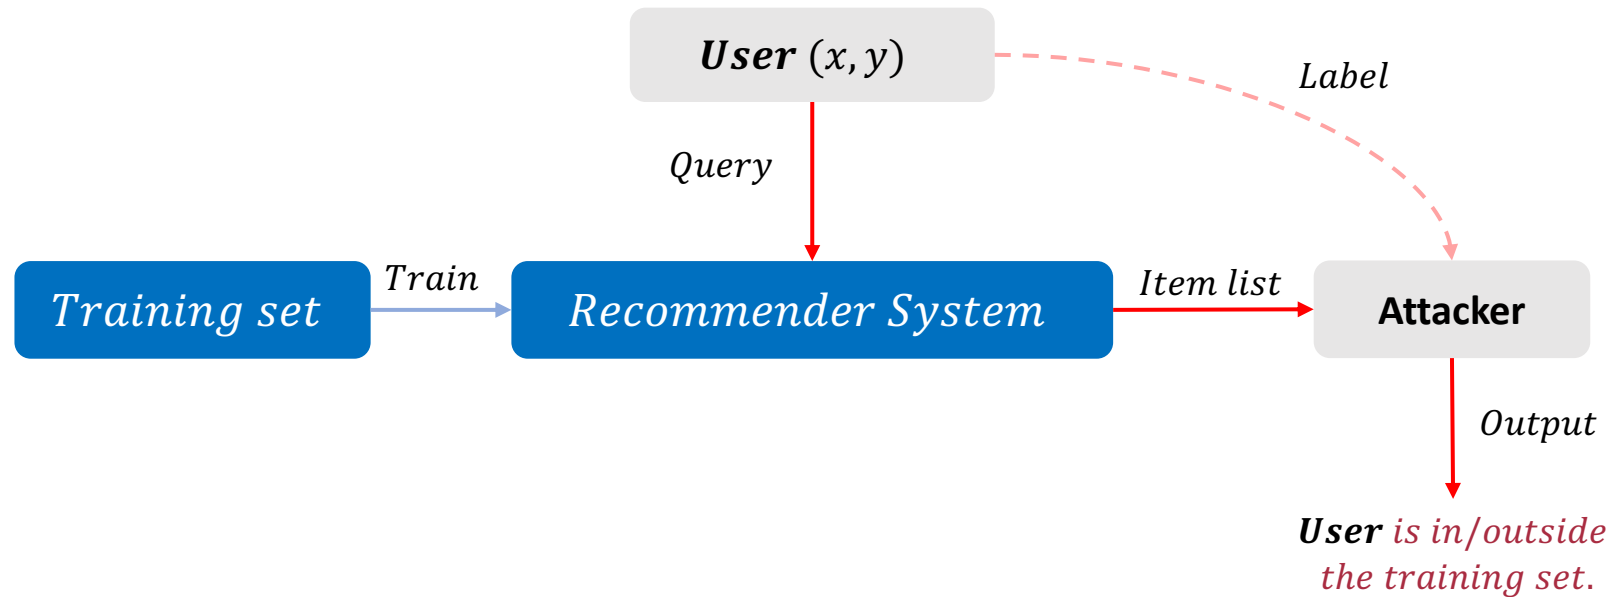 User (x, y)
Label
Query
Training set
Train
Recommender System
Item list
Attacker
Output
User is in/outside
the training set.